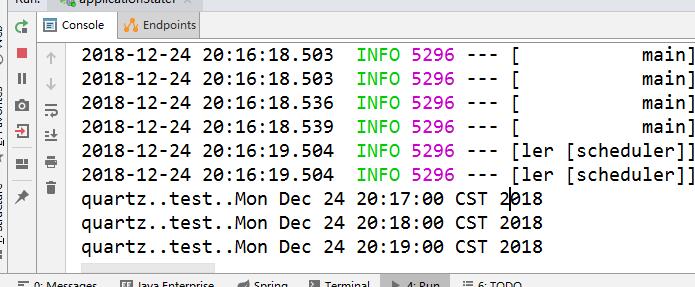 Run:
Console Endpoints
2018-12-24 20:16:18.503  INFO 5296 --- [           main]
2018-12-24 20:16:18.503  INFO 5296 --- [           main]
2018-12-24 20:16:18.536  INFO 5296 --- [           main]
2018-12-24 20:16:18.539  INFO 5296 --- [           main]
2018-12-24 20:16:19.504  INFO 5296 --- [ler [scheduler]]
2018-12-24 20:16:19.504  INFO 5296 --- [ler [scheduler]]
quartz..test..Mon Dec 24 20:17:00 CST 2018
quartz..test..Mon Dec 24 20:18:00 CST 2018
quartz..test..Mon Dec 24 20:19:00 CST 2018
0: Messages Java Enterprise Spring Terminal 4: Run 6: TODO